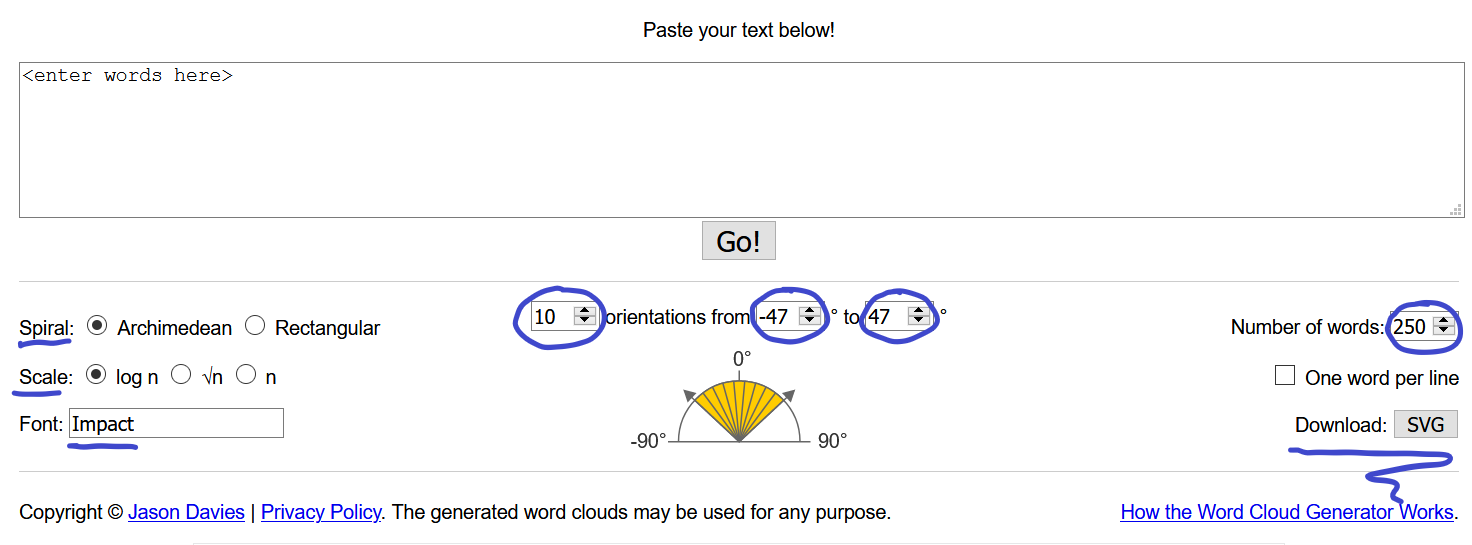 Paste your text below!
<enter words here>
Go!
Spiral: Archimedean Rectangular
10 orientations from -47 ° to 47 °
Number of words: 250
0°
Scale: log n √n n
One word per line
Font: Impact
-90° 90°
Download: SVG
Copyright © Jason Davies | Privacy Policy. The generated word clouds may be used for any purpose.
How the Word Cloud Generator Works.